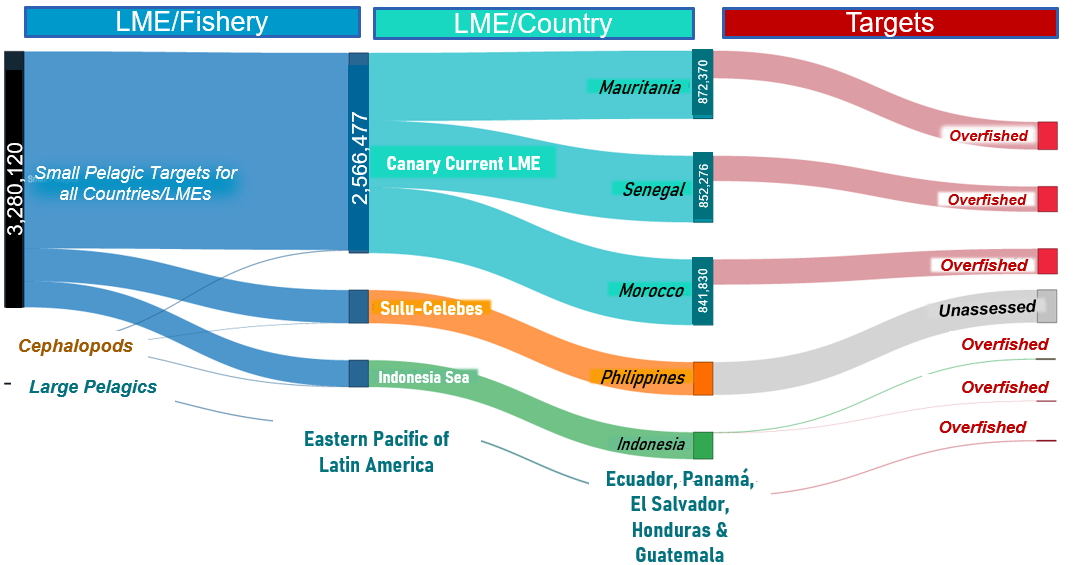 LME/Fishery
LME/Country
Targets
3,280,120
Small Pelagic Targets for
all Countries/LMEs
2,566,477
Canary Current LME
Mauritania
872,370
Overfished
Senegal
852,276
Overfished
Morocco
841,830
Overfished
Sulu-Celebes
Philippines
Unassessed
Cephalopods
Indonesia Sea
Indonesia
Overfished
Large Pelagics
Overfished
Eastern Pacific of
Latin America
Overfished
Ecuador, Panamá,
El Salvador,
Honduras &
Guatemala